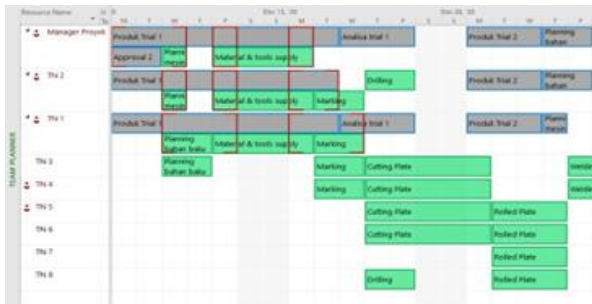 Resource Name
Dec 15, '20
M T W T F S S M T W T F S S M T W T F
Manager Proyek
Produk Trial 1
Analisa trial 1
Produk Trial 2
Planning bahan
Approval 2
Material & tools supply
TN 2
Produk Trial 1
Drilling
Produk Trial 2
Planning bahan
Material & tools supply
Marking
TN 1
Produk Trial 1
Analisa trial 1
Produk Trial 2
Planning bahan baku
Material & tools supply
Marking
TEAM PLANNER
TN 3
Planning bahan baku
Marking
Cutting Plate
TN 4
Marking
Cutting Plate
TN 5
Cutting Plate
Rolled Plate
TN 6
Cutting Plate
Rolled Plate
TN 7
Rolled Plate
TN 8
Drilling
Rolled Plate